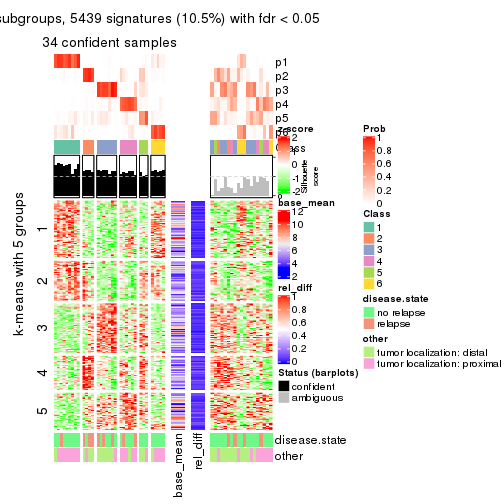 subgroups, 5439 signatures (10.5%) with fdr < 0.05
34 confident samples
p1
p2
p3
p4
p5
k-means with 5 groups
1
2
3
4
5
base_mean
rel_diff
disease.state
other
z-score
2
-2
Silhouette
score
base_mean
12
10
8
6
4
2
rel_diff
1
0.8
0.6
0.4
0.2
0
Status (barplots)
confident
ambiguous
Prob
1
0.8
0.6
0.4
0.2
0
Class
1
2
3
4
5
6
disease.state
no relapse
relapse
other
tumor localization: distal
tumor localization: proximal